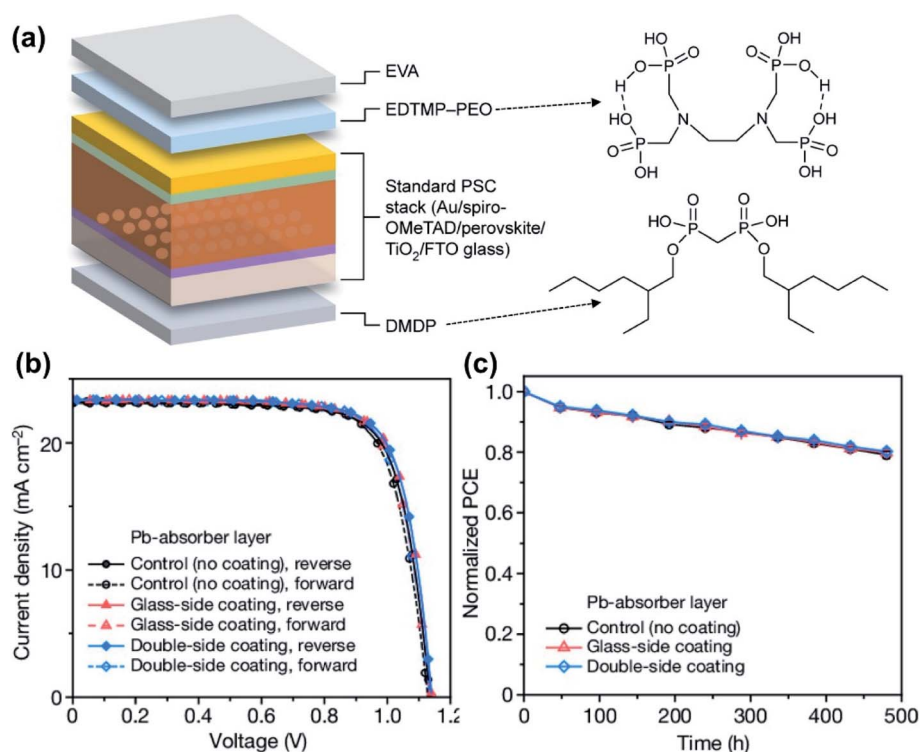 (a)
EVA
EDTMP–PEO
Standard PSC
stack (Au/spiro-
OMeTAD/perovskite/
TiO₂/FTO glass)
DMDP
HO O
P
O
H
HO
P
O
OH
N
N
O OH
P
O
H
OH
P
O
OH
HO
O
P
O
O
P
OH
O
(b)
Current density (mA cm⁻²)
20
10
0
0 0.2 0.4 0.6 0.8 1.0 1.2
Voltage (V)
Pb-absorber layer
Control (no coating), reverse
Control (no coating), forward
Glass-side coating, reverse
Glass-side coating, forward
Double-side coating, reverse
Double-side coating, forward
(c)
Normalized PCE
1.0
0.8
0.6
0.4
0.2
0
0 100 200 300 400 500
Time (h)
Pb-absorber layer
Control (no coating)
Glass-side coating
Double-side coating